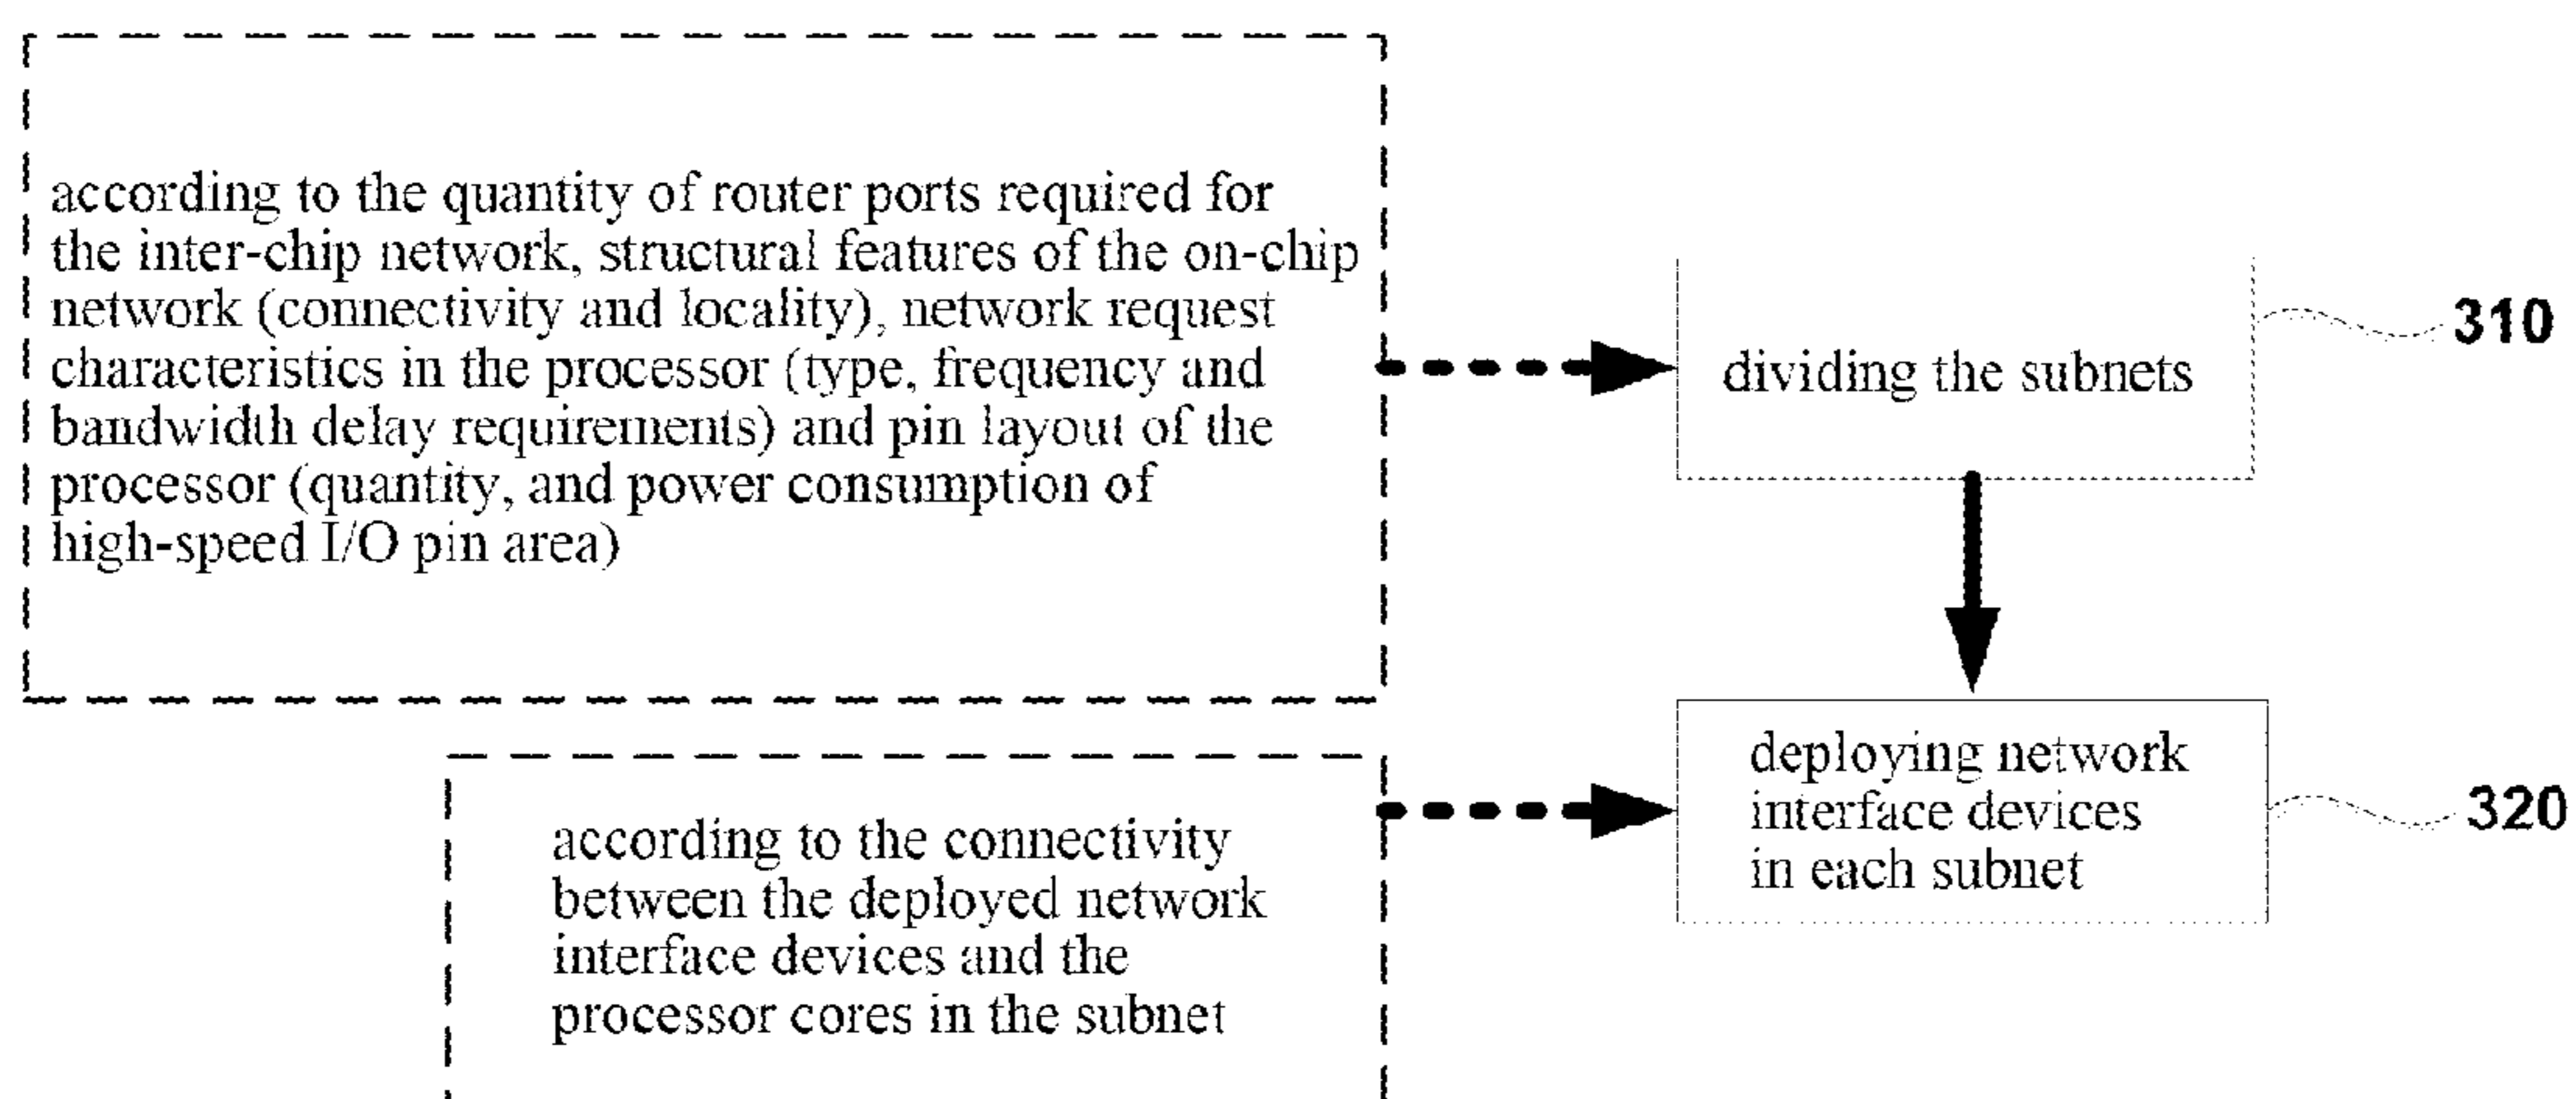 according to the quantity of router ports required for
the inter-chip network, structural features of the on-chip
network (connectivity and locality), network request
characteristics in the processor (type, frequency and
bandwidth delay requirements) and pin layout of the
processor (quantity, and power consumption of
high-speed I/O pin area)
dividing the subnets
310
deploying network
interface devices
in each subnet
320
according to the connectivity
between the deployed network
interface devices and the
processor cores in the subnet